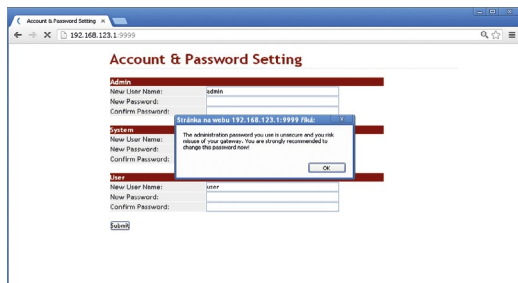 Account & Password Setting
192.168.123.1:9999
Account & Password Setting
Admin
New User Name: admin
New Password:
Confirm Password:
System
New User Name:
New Password:
Confirm Password:
Stránka na webu 192.168.123.1:9999 říká:
The administration password you use is unsecure and you risk
misuse of your gateway. You are strongly recommended to
change this password now!
OK
User
New User Name: user
New Password:
Confirm Password:
Submit